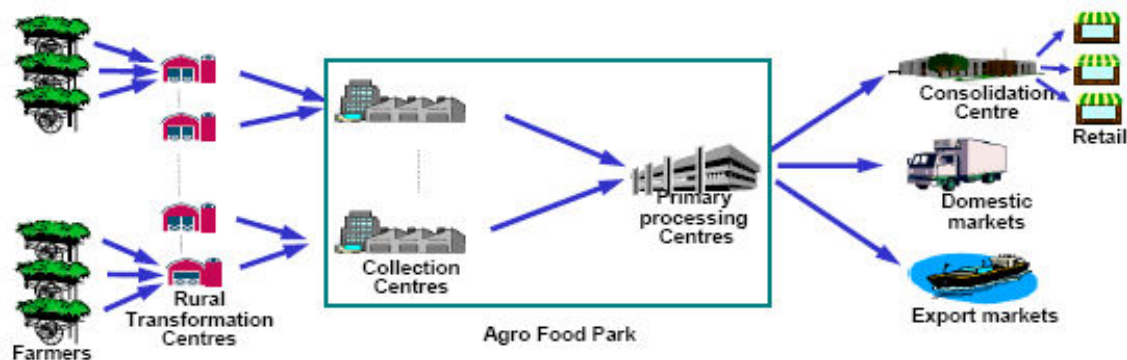 Farmers
Rural
Transformation
Centres
Collection
Centres
Primary
processing
Centres
Agro Food Park
Consolidation
Centre
Retail
Domestic
markets
Export markets